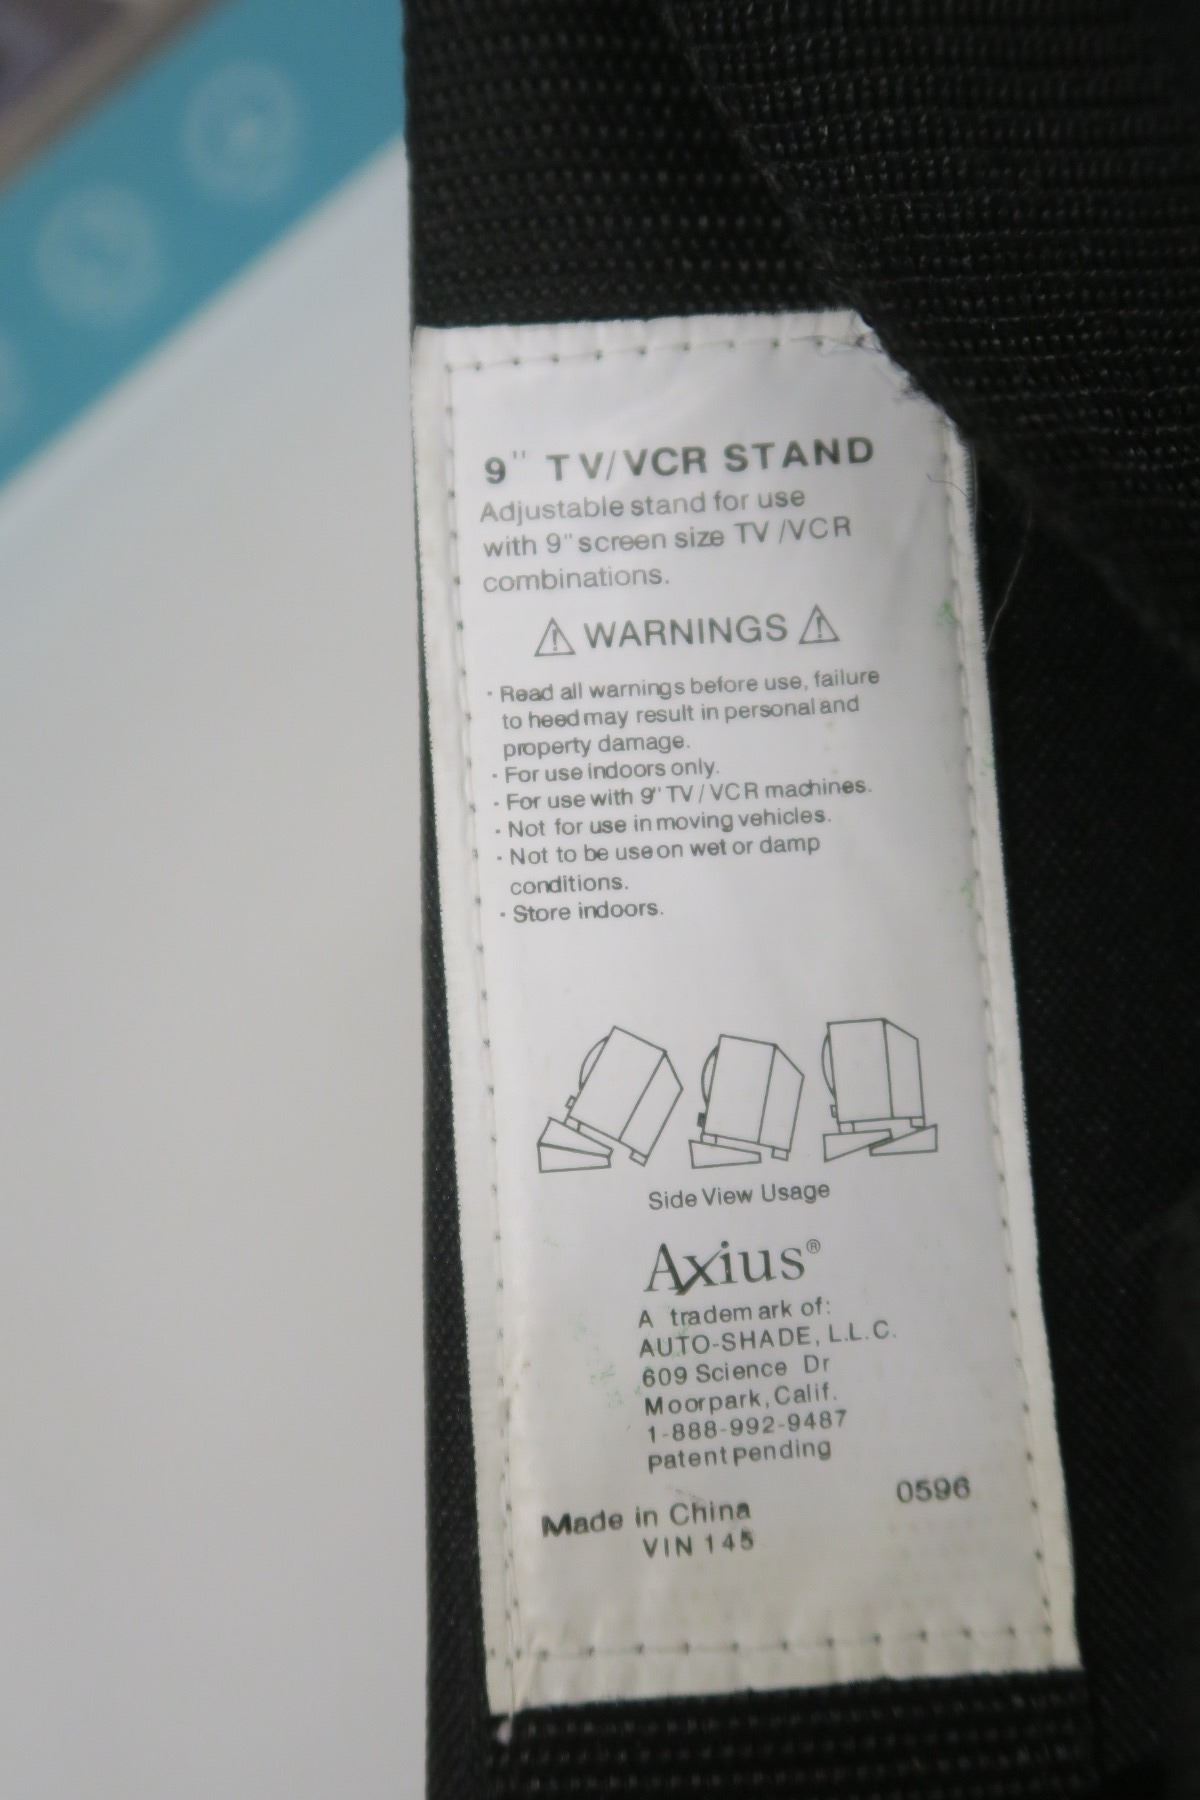 9" TV/VCR STAND
Adjustable stand for use
with 9" screen size TV /VCR
combinations.
⚠ WARNINGS ⚠
· Read all warnings before use, failure
to heed may result in personal and
property damage.
· For use indoors only.
· For use with 9" TV / VCR machines.
· Not for use in moving vehicles.
· Not to be use on wet or damp
conditions.
· Store indoors.
Side View Usage
Axius®
A trademark of:
AUTO-SHADE, L.L.C.
609 Science Dr
Moorpark, Calif.
1-888-992-9487
Patent Pending
0596
Made in China
VIN 145